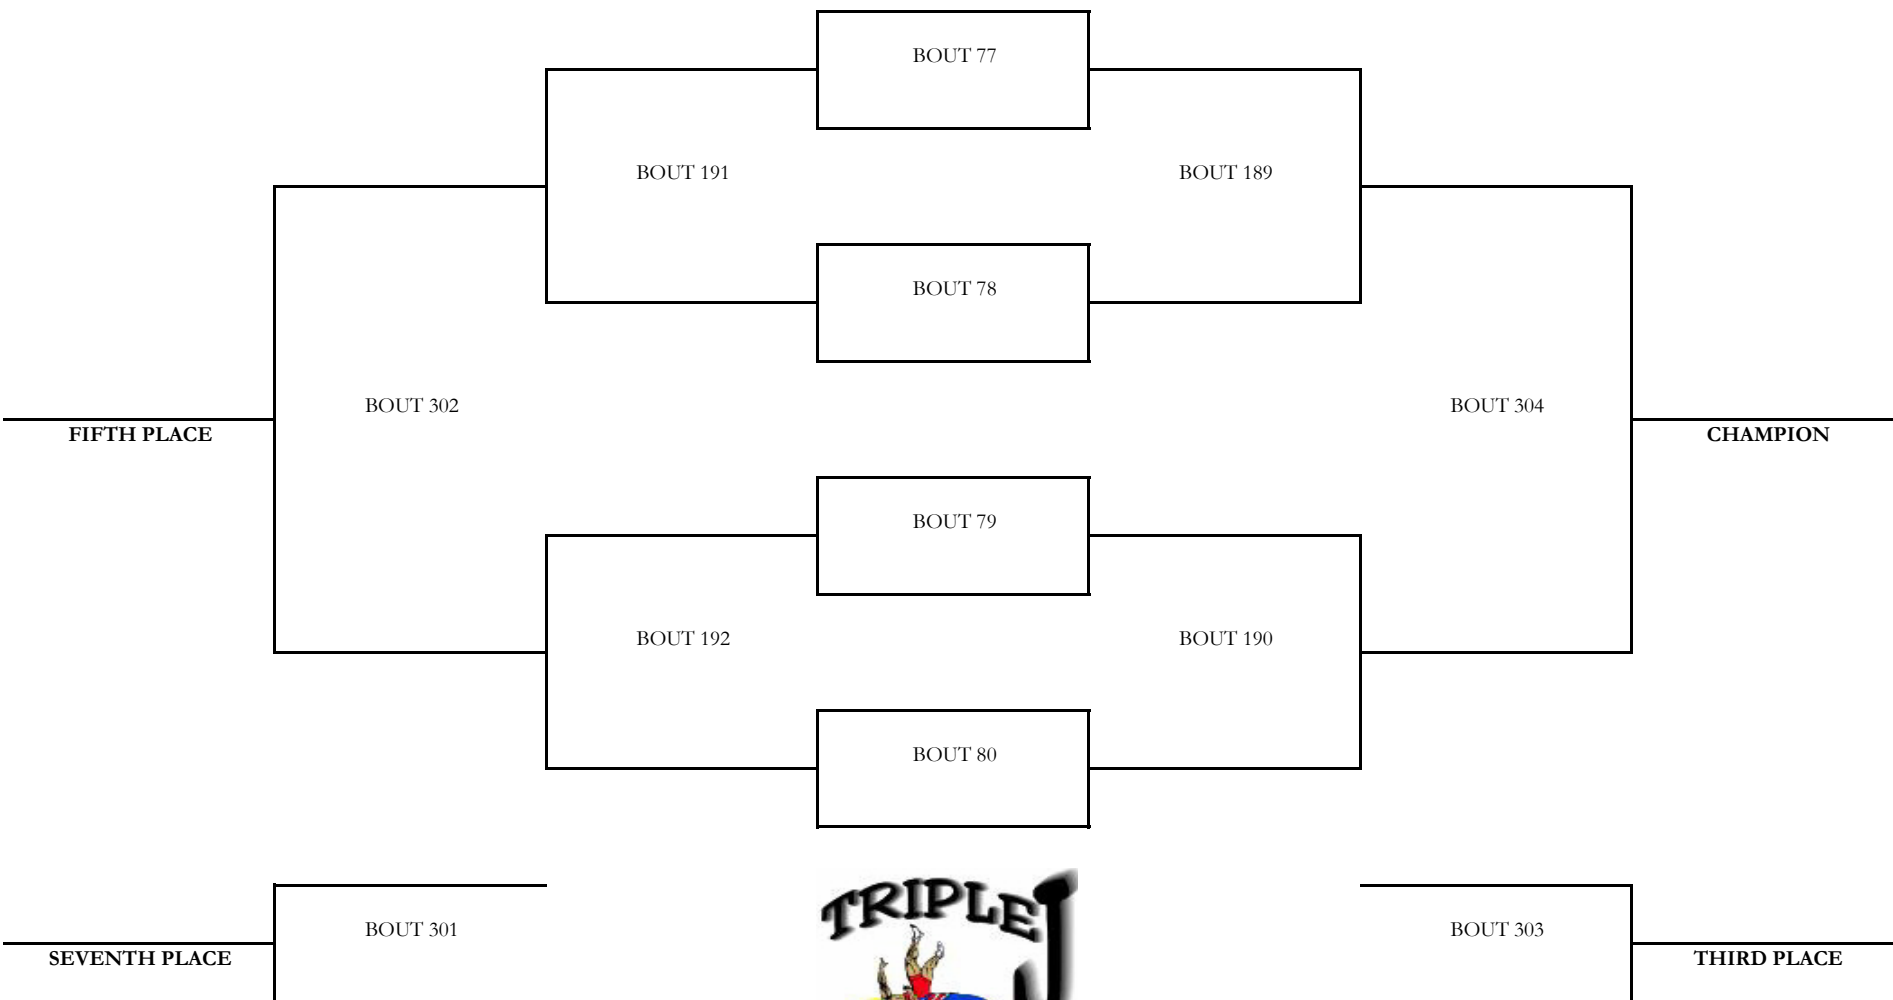 BOUT 77
BOUT 191
BOUT 189
BOUT 78
BOUT 302
BOUT 304
FIFTH PLACE
CHAMPION
BOUT 79
BOUT 192
BOUT 190
BOUT 80
TRIPLE J
BOUT 301
BOUT 303
SEVENTH PLACE
THIRD PLACE